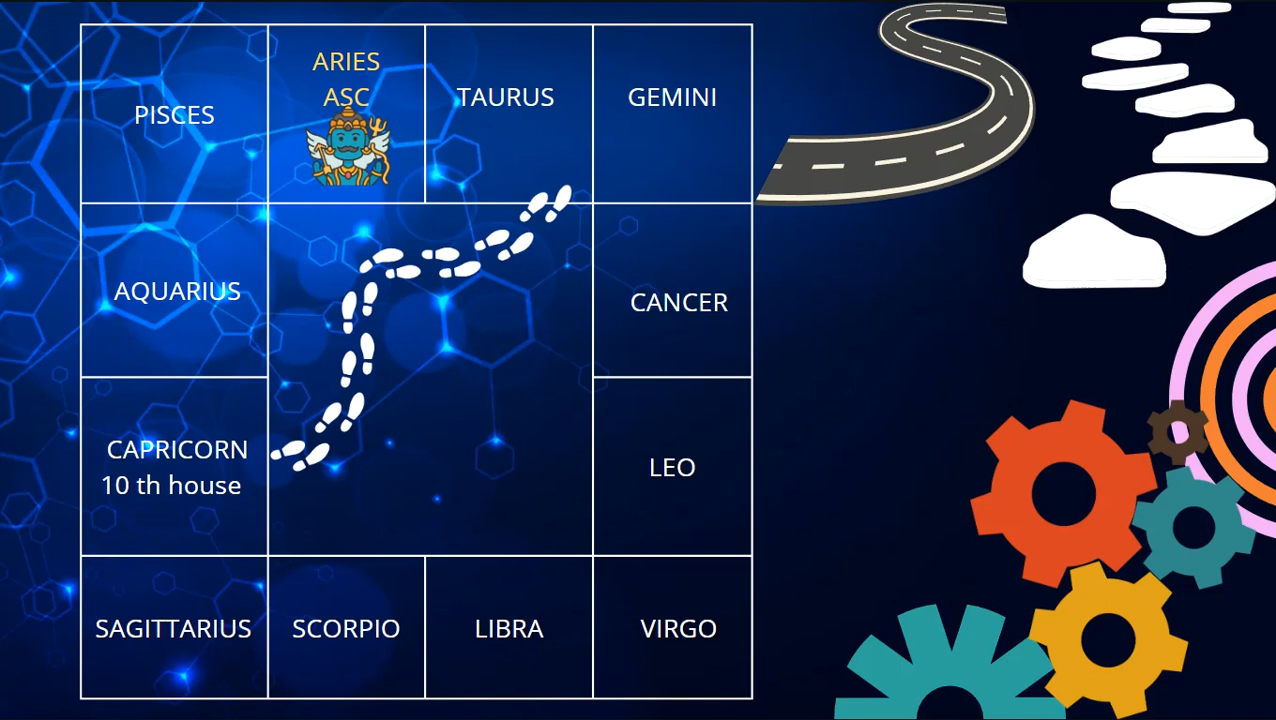 PISCES
ARIES
ASC
TAURUS
GEMINI
AQUARIUS
CANCER
CAPRICORN
10 th house
LEO
SAGITTARIUS
SCORPIO
LIBRA
VIRGO